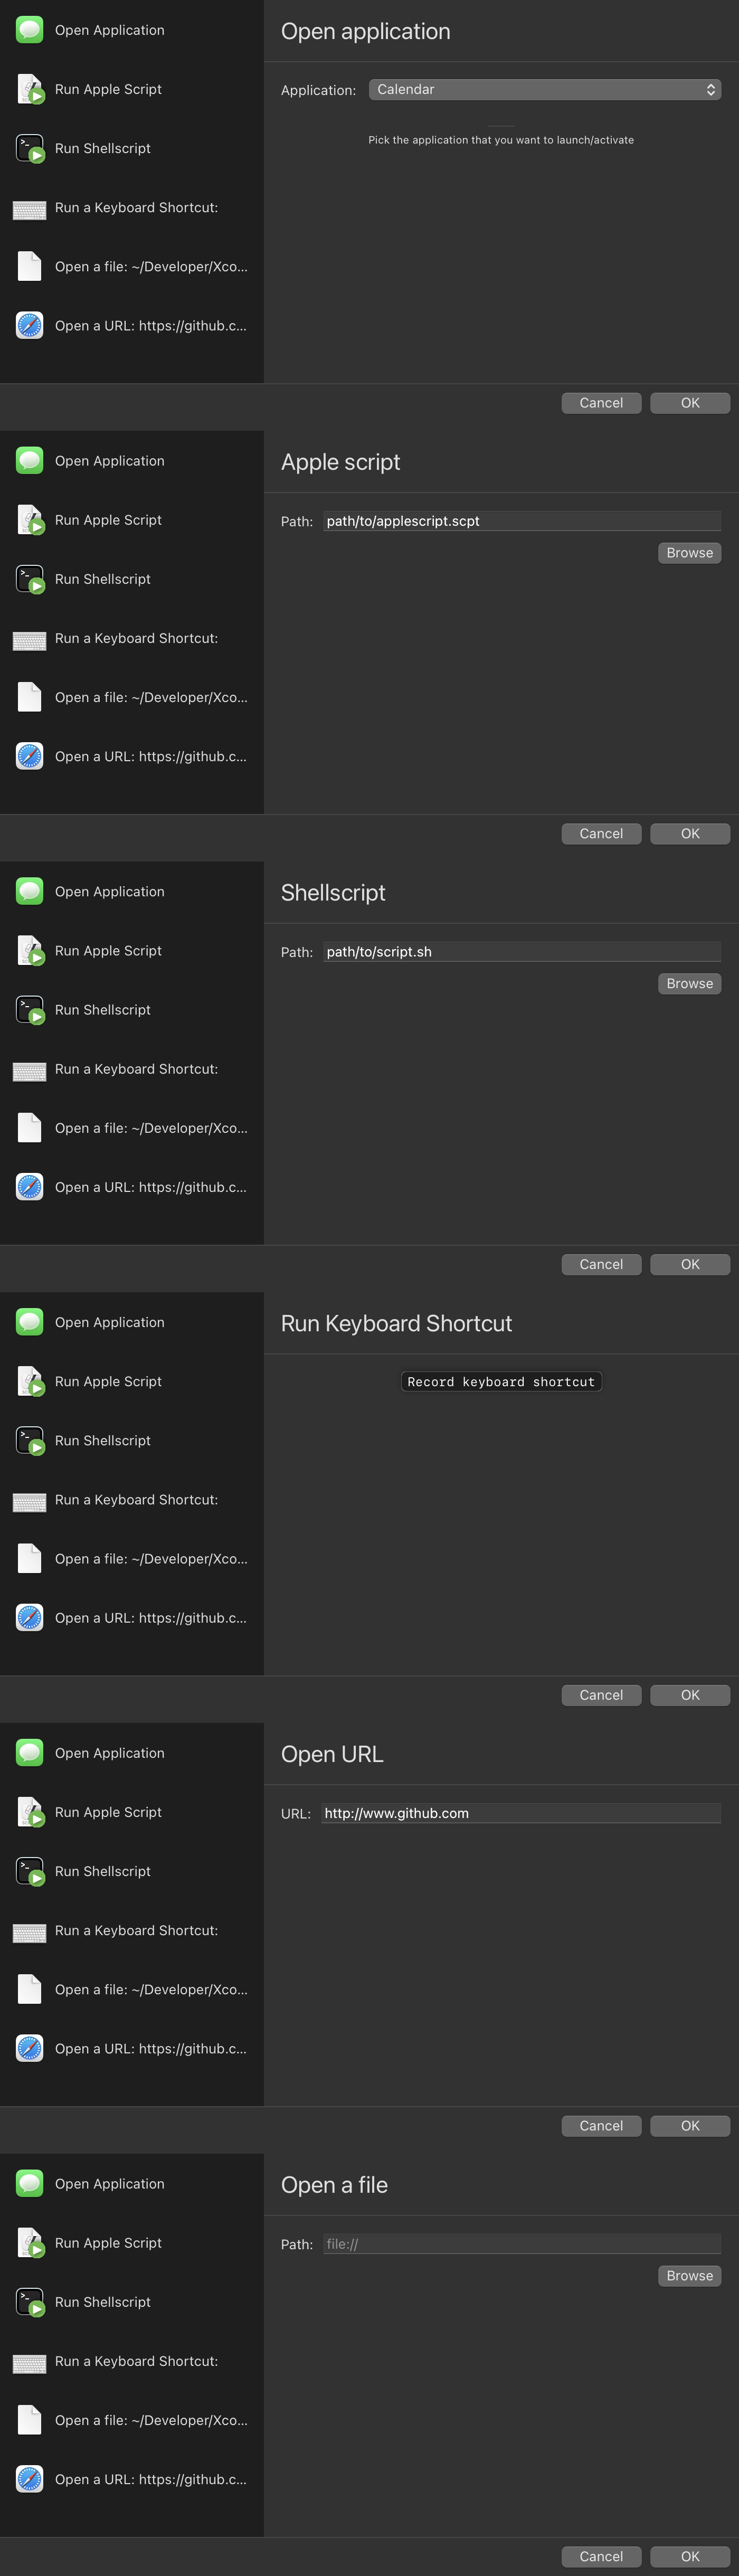 Open Application
Run Apple Script
Run Shellscript
Run a Keyboard Shortcut:
Open a file: ~/Developer/Xco...
Open a URL: https://github.c...
Open application
Application: Calendar
Pick the application that you want to launch/activate
Cancel OK
Open Application
Run Apple Script
Run Shellscript
Run a Keyboard Shortcut:
Open a file: ~/Developer/Xco...
Open a URL: https://github.c...
Apple script
Path: path/to/applescript.scpt
Browse
Cancel OK
Open Application
Run Apple Script
Run Shellscript
Run a Keyboard Shortcut:
Open a file: ~/Developer/Xco...
Open a URL: https://github.c...
Shellscript
Path: path/to/script.sh
Browse
Cancel OK
Open Application
Run Apple Script
Run Shellscript
Run a Keyboard Shortcut:
Open a file: ~/Developer/Xco...
Open a URL: https://github.c...
Run Keyboard Shortcut
Record keyboard shortcut
Cancel OK
Open Application
Run Apple Script
Run Shellscript
Run a Keyboard Shortcut:
Open a file: ~/Developer/Xco...
Open a URL: https://github.c...
Open URL
URL: http://www.github.com
Cancel OK
Open Application
Run Apple Script
Run Shellscript
Run a Keyboard Shortcut:
Open a file: ~/Developer/Xco...
Open a URL: https://github.c...
Open a file
Path: file://
Browse
Cancel OK